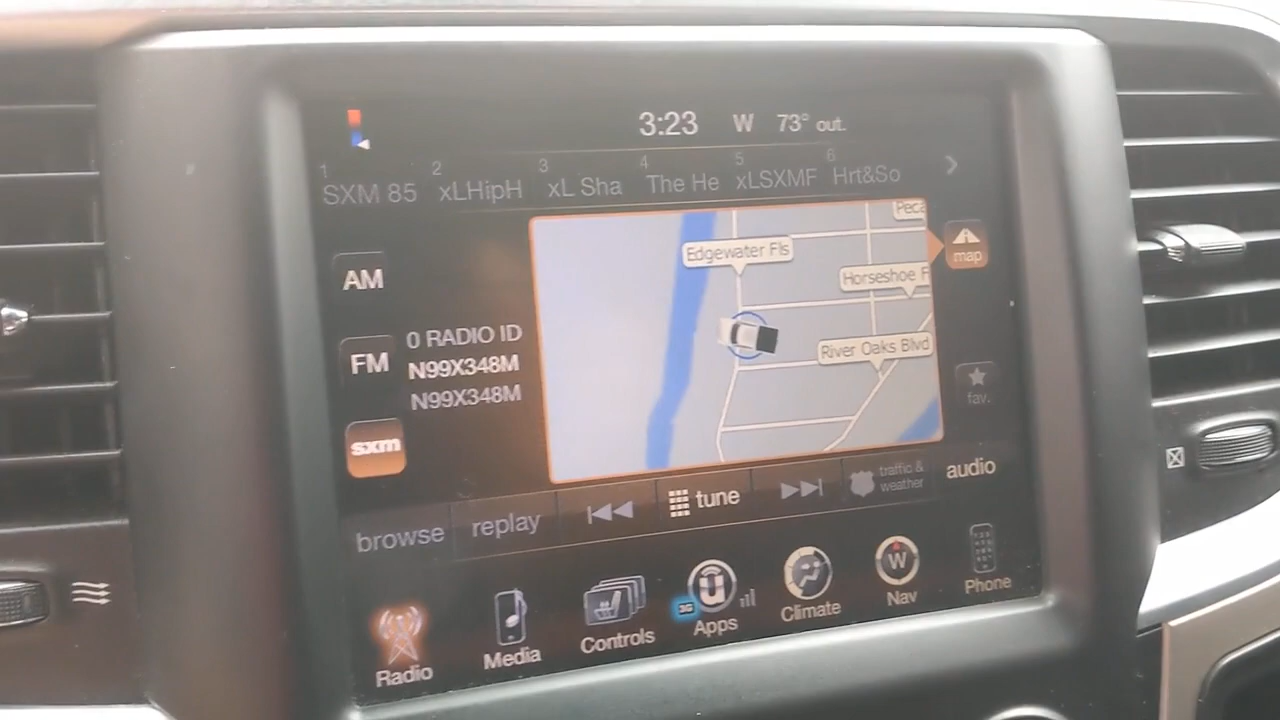 3:23 W 73° out.
1 2 3 4 5 6
SXM 85 xLHipH xL Sha The He xLSXMF Hrt&So
Peca
Edgewater Fls
map
Horseshoe F
AM
0 RADIO ID
FM
N99X348M
River Oaks Blvd
N99X348M
fav.
sxm
browse replay tune traffic & weather audio
Radio Media Controls 3G Apps Climate W Nav Phone